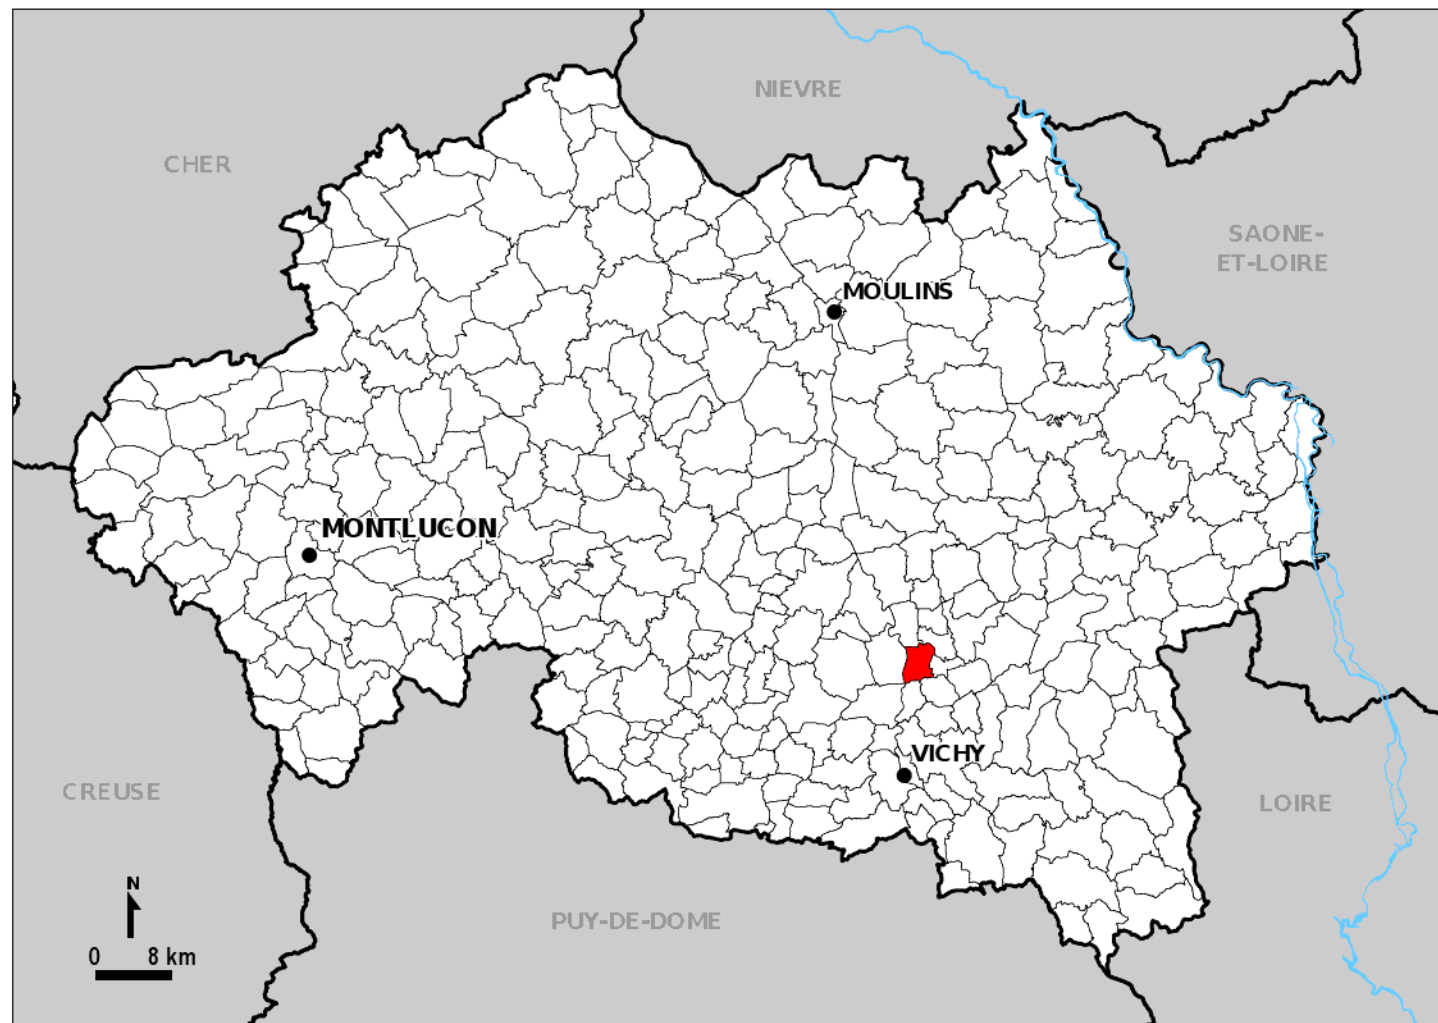 NIEVRE
CHER
SAONE-
ET-LOIRE
MOULINS
MONTLUCON
VICHY
CREUSE
LOIRE
N
PUY-DE-DOME
0 8 km